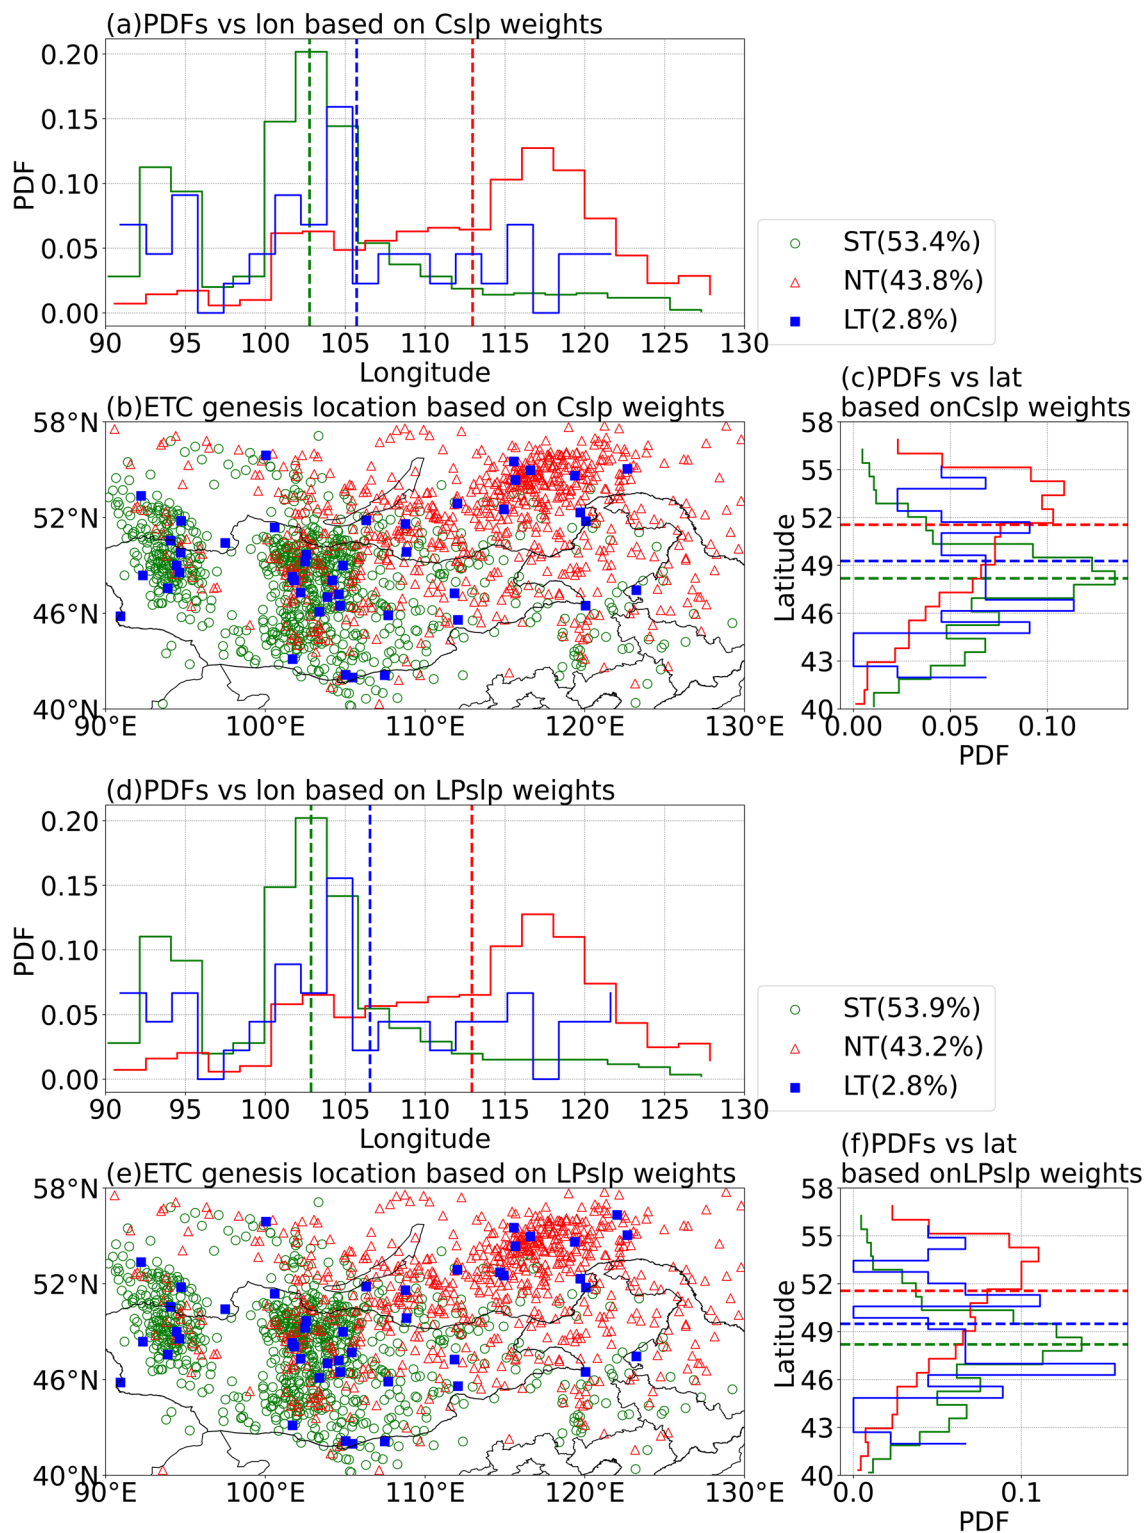 (a)PDFs vs lon based on Cslp weights
0.20
0.15
0.10
0.05
0.00
PDF
90 95 100 105 110 115 120 125 130
Longitude
ST(53.4%)
NT(43.8%)
LT(2.8%)
(b)ETC genesis location based on Cslp weights
58°N
52°N
46°N
40°N
90°E 100°E 110°E 120°E 130°E
(c)PDFs vs lat
based onCslp weights
58
55
52
49
46
43
40
Latitude
0.00 0.05 0.10
PDF
(d)PDFs vs lon based on LPslp weights
0.20
0.15
0.10
0.05
0.00
PDF
90 95 100 105 110 115 120 125 130
Longitude
ST(53.9%)
NT(43.2%)
LT(2.8%)
(e)ETC genesis location based on LPslp weights
58°N
52°N
46°N
40°N
90°E 100°E 110°E 120°E 130°E
(f)PDFs vs lat
based onLPslp weights
58
55
52
49
46
43
40
Latitude
0.0 0.1
PDF